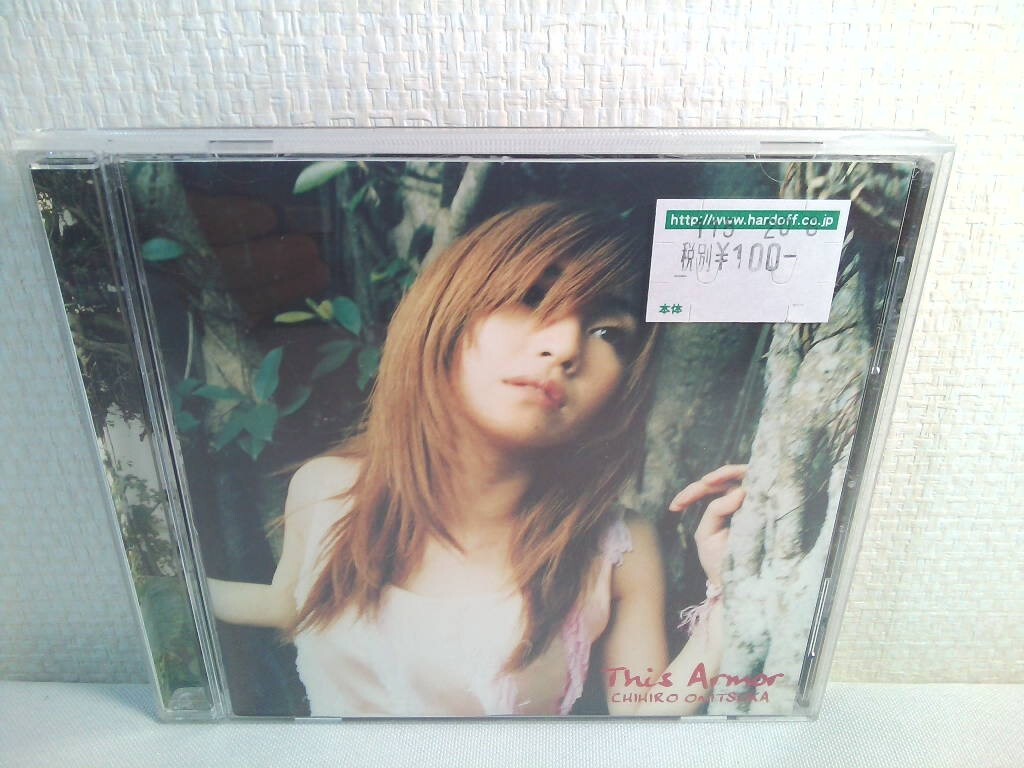 http://www.hardoff.co.jp
税別¥100-
本体
This Armor
CHIHIRO ONITSUKA